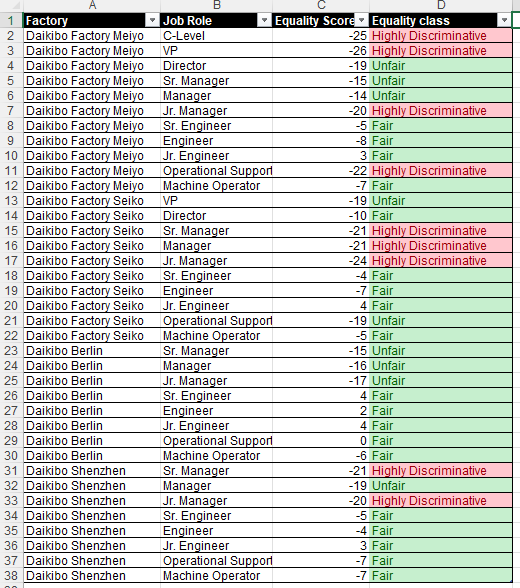 A B C D
1 Factory Job Role Equality Score Equality class
2 Daikibo Factory Meiyo C-Level -25 Highly Discriminative
3 Daikibo Factory Meiyo VP -26 Highly Discriminative
4 Daikibo Factory Meiyo Director -19 Unfair
5 Daikibo Factory Meiyo Sr. Manager -15 Unfair
6 Daikibo Factory Meiyo Manager -14 Unfair
7 Daikibo Factory Meiyo Jr. Manager -20 Highly Discriminative
8 Daikibo Factory Meiyo Sr. Engineer -5 Fair
9 Daikibo Factory Meiyo Engineer -8 Fair
10 Daikibo Factory Meiyo Jr. Engineer 3 Fair
11 Daikibo Factory Meiyo Operational Support -22 Highly Discriminative
12 Daikibo Factory Meiyo Machine Operator -7 Fair
13 Daikibo Factory Seiko VP -19 Unfair
14 Daikibo Factory Seiko Director -10 Fair
15 Daikibo Factory Seiko Sr. Manager -21 Highly Discriminative
16 Daikibo Factory Seiko Manager -21 Highly Discriminative
17 Daikibo Factory Seiko Jr. Manager -24 Highly Discriminative
18 Daikibo Factory Seiko Sr. Engineer -4 Fair
19 Daikibo Factory Seiko Engineer -7 Fair
20 Daikibo Factory Seiko Jr. Engineer 4 Fair
21 Daikibo Factory Seiko Operational Support -19 Unfair
22 Daikibo Factory Seiko Machine Operator -5 Fair
23 Daikibo Berlin Sr. Manager -15 Unfair
24 Daikibo Berlin Manager -16 Unfair
25 Daikibo Berlin Jr. Manager -17 Unfair
26 Daikibo Berlin Sr. Engineer 4 Fair
27 Daikibo Berlin Engineer 2 Fair
28 Daikibo Berlin Jr. Engineer 4 Fair
29 Daikibo Berlin Operational Support 0 Fair
30 Daikibo Berlin Machine Operator -6 Fair
31 Daikibo Shenzhen Sr. Manager -21 Highly Discriminative
32 Daikibo Shenzhen Manager -19 Unfair
33 Daikibo Shenzhen Jr. Manager -20 Highly Discriminative
34 Daikibo Shenzhen Sr. Engineer -5 Fair
35 Daikibo Shenzhen Engineer -4 Fair
36 Daikibo Shenzhen Jr. Engineer 3 Fair
37 Daikibo Shenzhen Operational Support -7 Fair
38 Daikibo Shenzhen Machine Operator -7 Fair